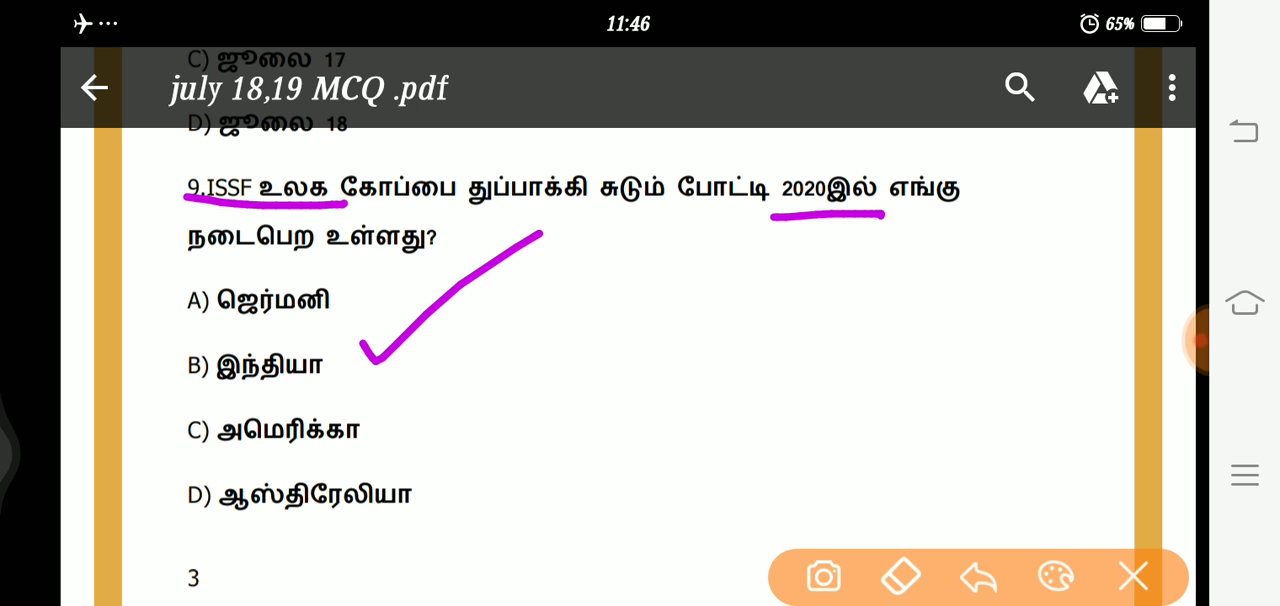 11:46
65%
C) ஜூலை 17
july 18,19 MCQ .pdf
D) ஜூலை 18
9.ISSF உலக கோப்பை துப்பாக்கி சுடும் போட்டி 2020இல் எங்கு
நடைபெற உள்ளது?
A) ஜெர்மனி
B) இந்தியா
C) அமெரிக்கா
D) ஆஸ்திரேலியா
3